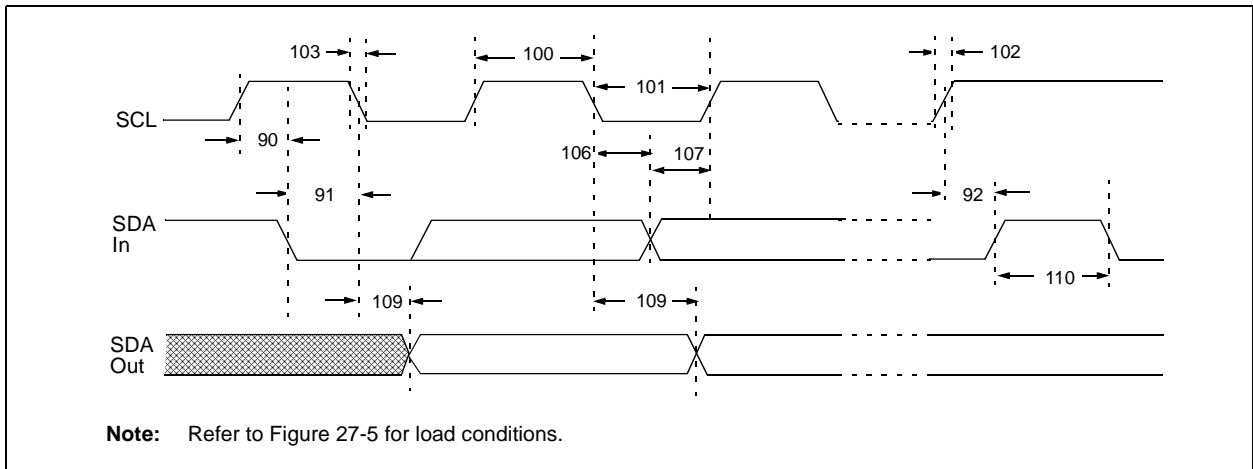 103
100
102
101
SCL
90
106
107
91
92
SDA
In
109
109
110
SDA
Out
Note: Refer to Figure 27-5 for load conditions.